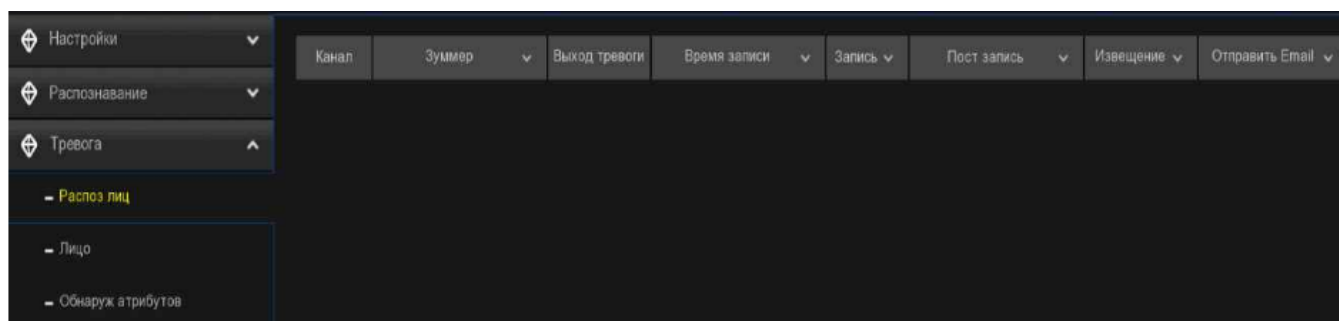 Настройки
Распознавание
Тревога
Распоз лиц
Лицо
Обнаруж атрибутов
Канал Зуммер Выход тревоги Время записи Запись Пост запись Извещение Отправить Email